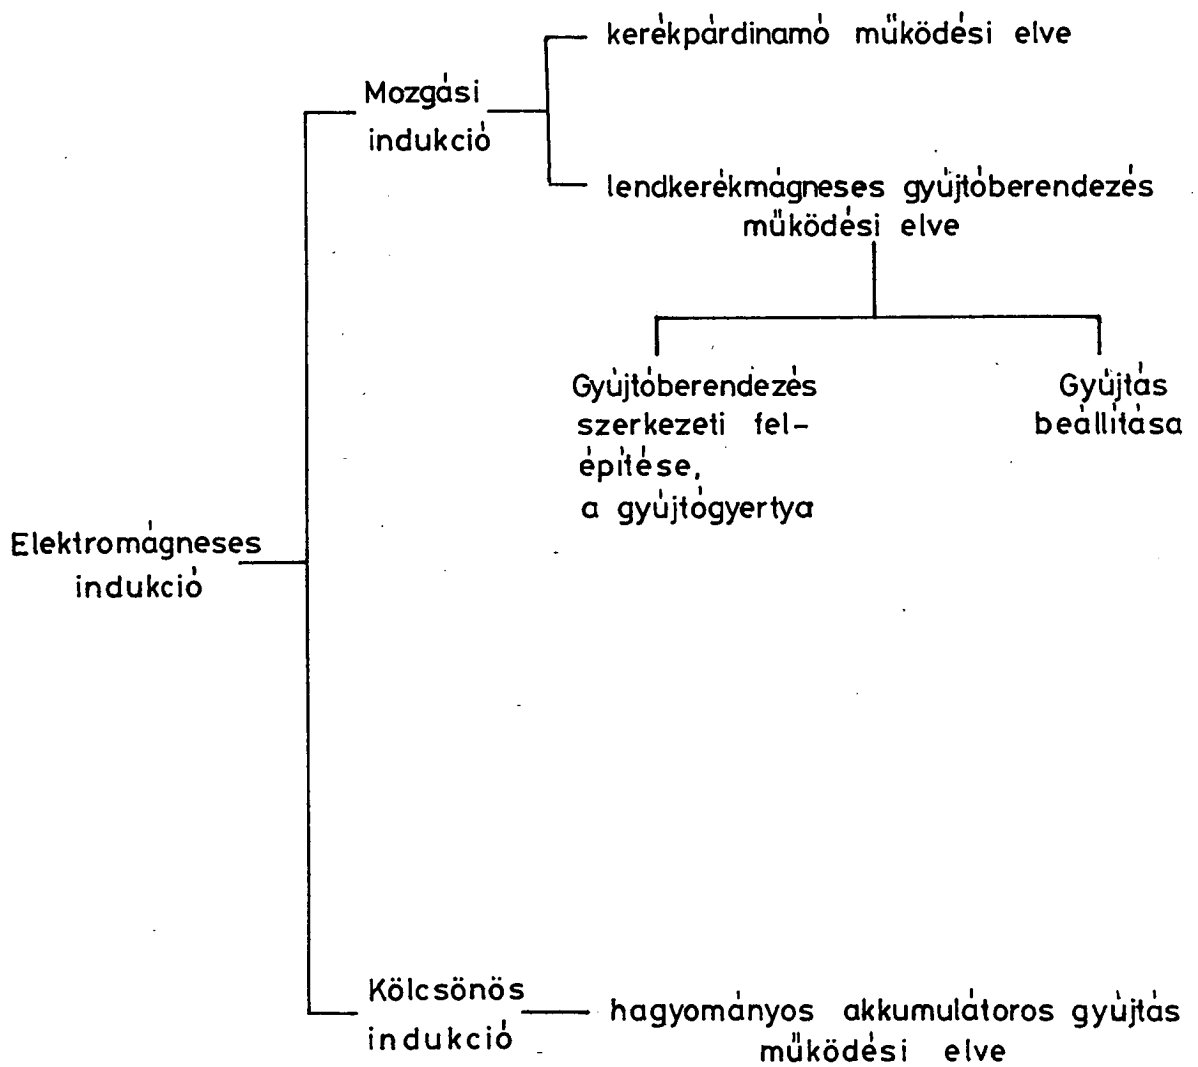 kerékpárdinamó működési elve
Mozgási
indukció
lendkerékmágneses gyújtóberendezés
működési elve
Gyújtóberendezés
szerkezeti fel-
építése,
a gyújtógyertya
Gyújtás
beállítása
Elektromágneses
indukció
Kölcsönös
indukció
hagyományos akkumulátoros gyújtás
működési elve